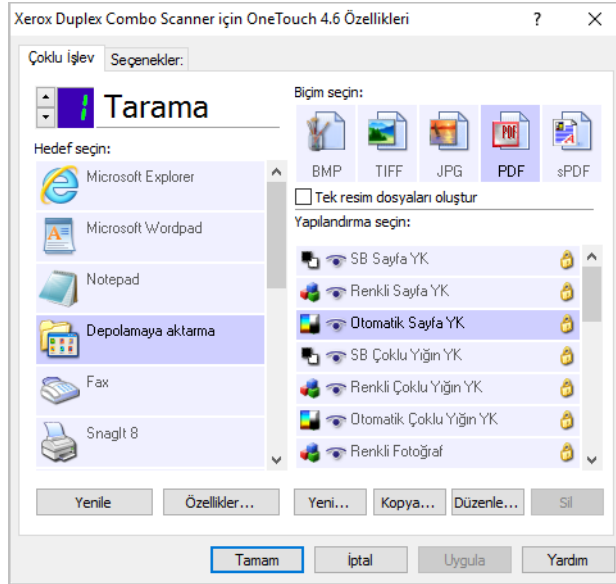 Xerox Duplex Combo Scanner için OneTouch 4.6 Özellikleri
Çoklu İşlev
Seçenekler:
1
Tarama
Hedef seçin:
Microsoft Explorer
Microsoft Wordpad
Notepad
Depolamaya aktarma
Fax
SnagIt 8
Yenile
Özellikler...
Biçim seçin:
BMP
TIFF
JPG
PDF
sPDF
Tek resim dosyaları oluştur
Yapılandırma seçin:
SB Sayfa YK
Renkli Sayfa YK
Otomatik Sayfa YK
SB Çoklu Yığın YK
Renkli Çoklu Yığın YK
Otomatik Çoklu Yığın YK
Renkli Fotoğraf
Yeni...
Kopya...
Düzenle...
Sil
Tamam
İptal
Uygula
Yardım